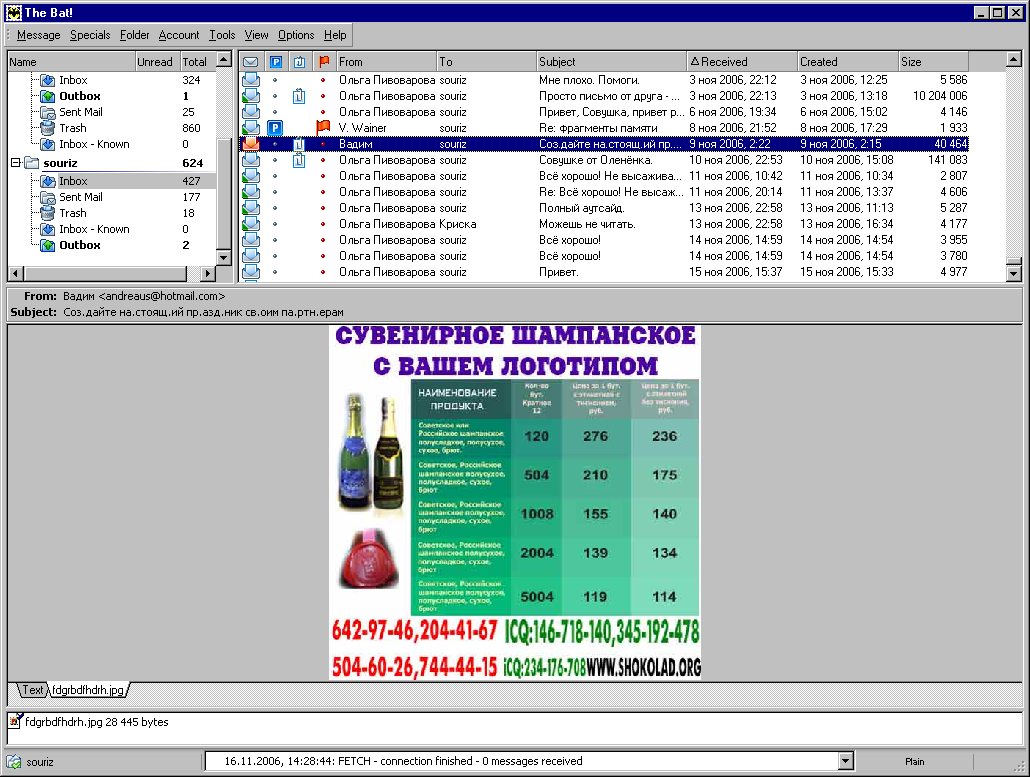 The Bat!
Message Specials Folder Account Tools View Options Help
Name Unread Total
Inbox 324
Outbox 1
Sent Mail 25
Trash 860
Inbox - Known 0
souriz 624
Inbox 427
Sent Mail 177
Trash 18
Inbox - Known 0
Outbox 2
From To Subject Received Created Size
Ольга Пивоварова souriz Мне плохо. Помоги. 3 ноя 2006, 22:12 3 ноя 2006, 12:25 5 586
Ольга Пивоварова souriz Просто письмо от друга - ... 3 ноя 2006, 22:13 3 ноя 2006, 13:18 10 204 006
Ольга Пивоварова souriz Привет, Совушка, привет ... 6 ноя 2006, 19:34 6 ноя 2006, 15:02 4 146
V. Wainer souriz Re: фрагменты памяти 8 ноя 2006, 21:52 8 ноя 2006, 17:29 1 933
Вадим souriz Соз.дайте на.стоящ.ий пр.... 9 ноя 2006, 2:22 9 ноя 2006, 2:15 40 464
Ольга Пивоварова souriz Совушке от Оленёнка. 10 ноя 2006, 22:53 10 ноя 2006, 15:08 141 083
Ольга Пивоварова souriz Всё хорошо! Не высажива... 11 ноя 2006, 10:42 11 ноя 2006, 10:34 2 807
Ольга Пивоварова souriz Re: Всё хорошо! Не высаж... 11 ноя 2006, 20:14 11 ноя 2006, 13:37 4 606
Ольга Пивоварова souriz Полный аутсайд. 13 ноя 2006, 22:58 13 ноя 2006, 11:13 5 287
Ольга Пивоварова Криска Можешь не читать. 13 ноя 2006, 22:58 13 ноя 2006, 16:34 4 177
Ольга Пивоварова souriz Всё хорошо! 14 ноя 2006, 14:59 14 ноя 2006, 14:54 3 955
Ольга Пивоварова souriz Всё хорошо! 14 ноя 2006, 14:59 14 ноя 2006, 14:54 3 780
Ольга Пивоварова souriz Привет. 15 ноя 2006, 15:37 15 ноя 2006, 15:33 4 977
From: Вадим <andreaus@hotmail.com>
Subject: Соз.дайте на.стоящ.ий пр.азд.ник св.оим па.ртн.ерам
СУВЕНИРНОЕ ШАМПАНСКОЕ
С ВАШЕМ ЛОГОТИПОМ
НАИМЕНОВАНИЕ
ПРОДУКТА
Кол-во
бут.
Кратное
12
Цена за 1 бут.
с этикеткой с
тиснением,
руб.
Цена за 1 бут.
с этикеткой
без тиснения,
руб.
Советское или
Российское шампанское
полусладкое, полусухое,
сухое, брют.
120 276 236
Советское, Российское
шампанское полусухое,
полусладкое, сухое,
брют
504 210 175
Советское, Российское
шампанское полусухое,
полусладкое, сухое,
брют
1008 155 140
Советское, Российское
шампанское полусухое,
полусладкое, сухое,
брют
2004 139 134
Советское, Российское
шампанское полусухое,
полусладкое, сухое,
брют
5004 119 114
642-97-46,204-41-67 ICQ:146-718-140,345-192-478
504-60-26,744-44-15 iCQ:234-176-708 WWW.SHOKOLAD.ORG
Text fdgrbdfhdrh.jpg
fdgrbdfhdrh.jpg 28 445 bytes
souriz 16.11.2006, 14:28:44: FETCH - connection finished - 0 messages received Plain